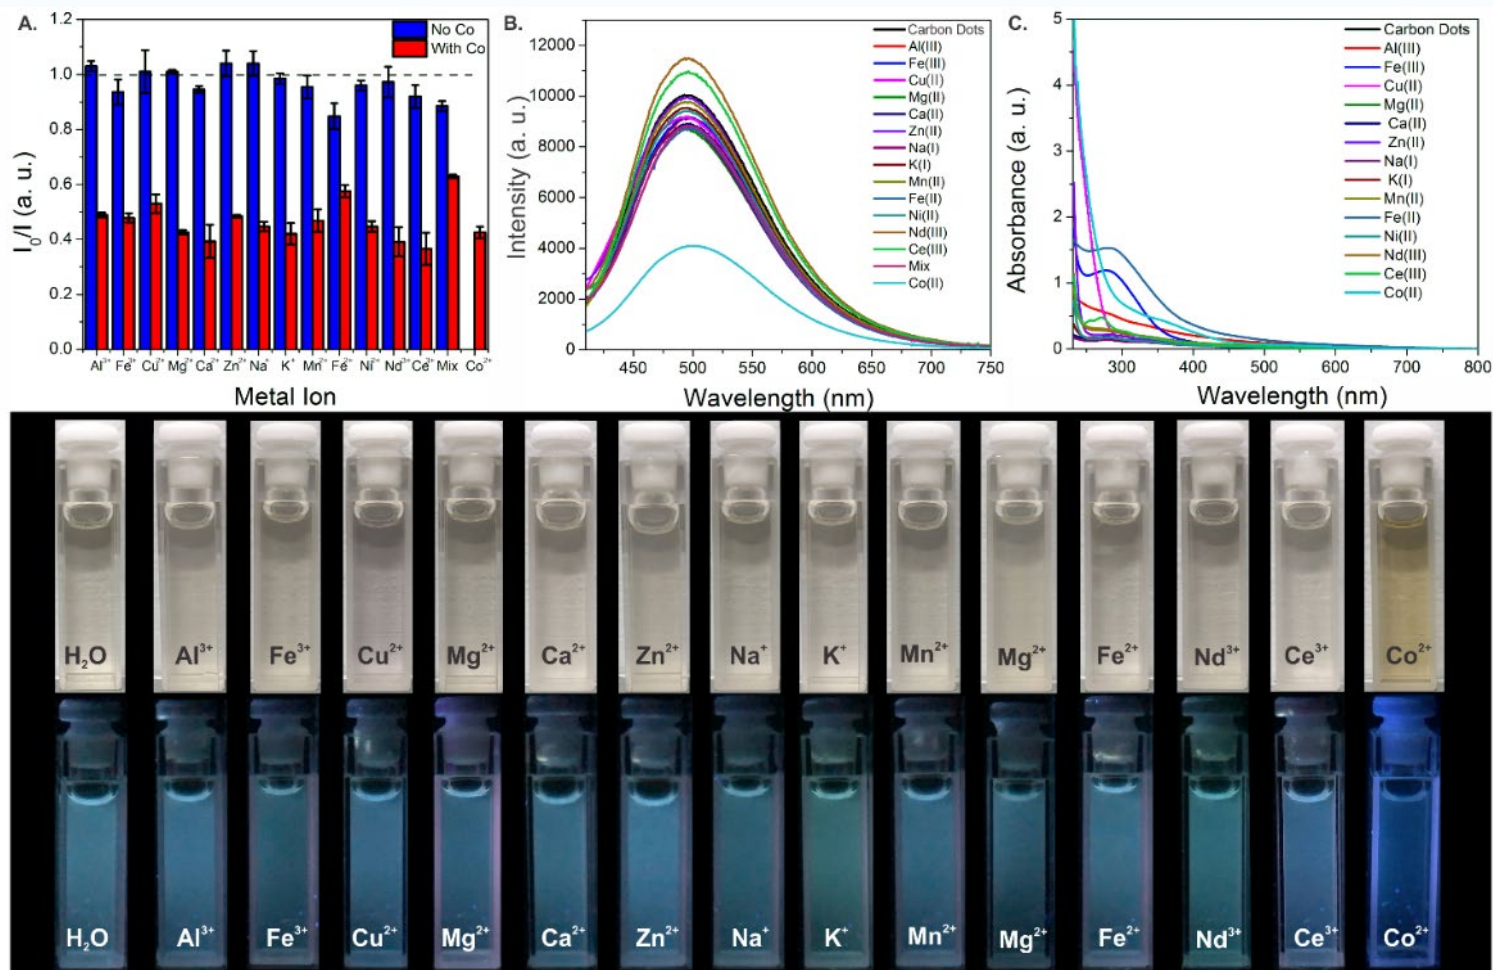 A.
1.2
1.0
0.8
0.6
0.4
0.2
0.0
I₀/I (a. u.)
No Co
With Co
Al³⁺ Fe³⁺ Cu²⁺ Mg²⁺ Ca²⁺ Zn²⁺ Na⁺ K⁺ Mn²⁺ Fe²⁺ Ni²⁺ Nd³⁺ Ce²⁺ Mix Co²⁺
Metal Ion
B.
12000
10000
8000
6000
4000
2000
0
Intensity (a. u.)
Carbon Dots
Al(III)
Fe(III)
Cu(II)
Mg(II)
Ca(II)
Zn(II)
Na(I)
K(I)
Mn(II)
Fe(II)
Ni(II)
Nd(III)
Ce(III)
Mix
Co(II)
450 500 550 600 650 700 750
Wavelength (nm)
C.
5
4
3
2
1
0
Absorbance (a. u.)
Carbon Dots
Al(III)
Fe(III)
Cu(II)
Mg(II)
Ca(II)
Zn(II)
Na(I)
K(I)
Mn(II)
Fe(II)
Ni(II)
Nd(III)
Ce(III)
Co(II)
300 400 500 600 700 800
Wavelength (nm)
H₂O Al³⁺ Fe³⁺ Cu²⁺ Mg²⁺ Ca²⁺ Zn²⁺ Na⁺ K⁺ Mn²⁺ Mg²⁺ Fe²⁺ Nd³⁺ Ce³⁺ Co²⁺
H₂O Al³⁺ Fe³⁺ Cu²⁺ Mg²⁺ Ca²⁺ Zn²⁺ Na⁺ K⁺ Mn²⁺ Mg²⁺ Fe²⁺ Nd³⁺ Ce³⁺ Co²⁺